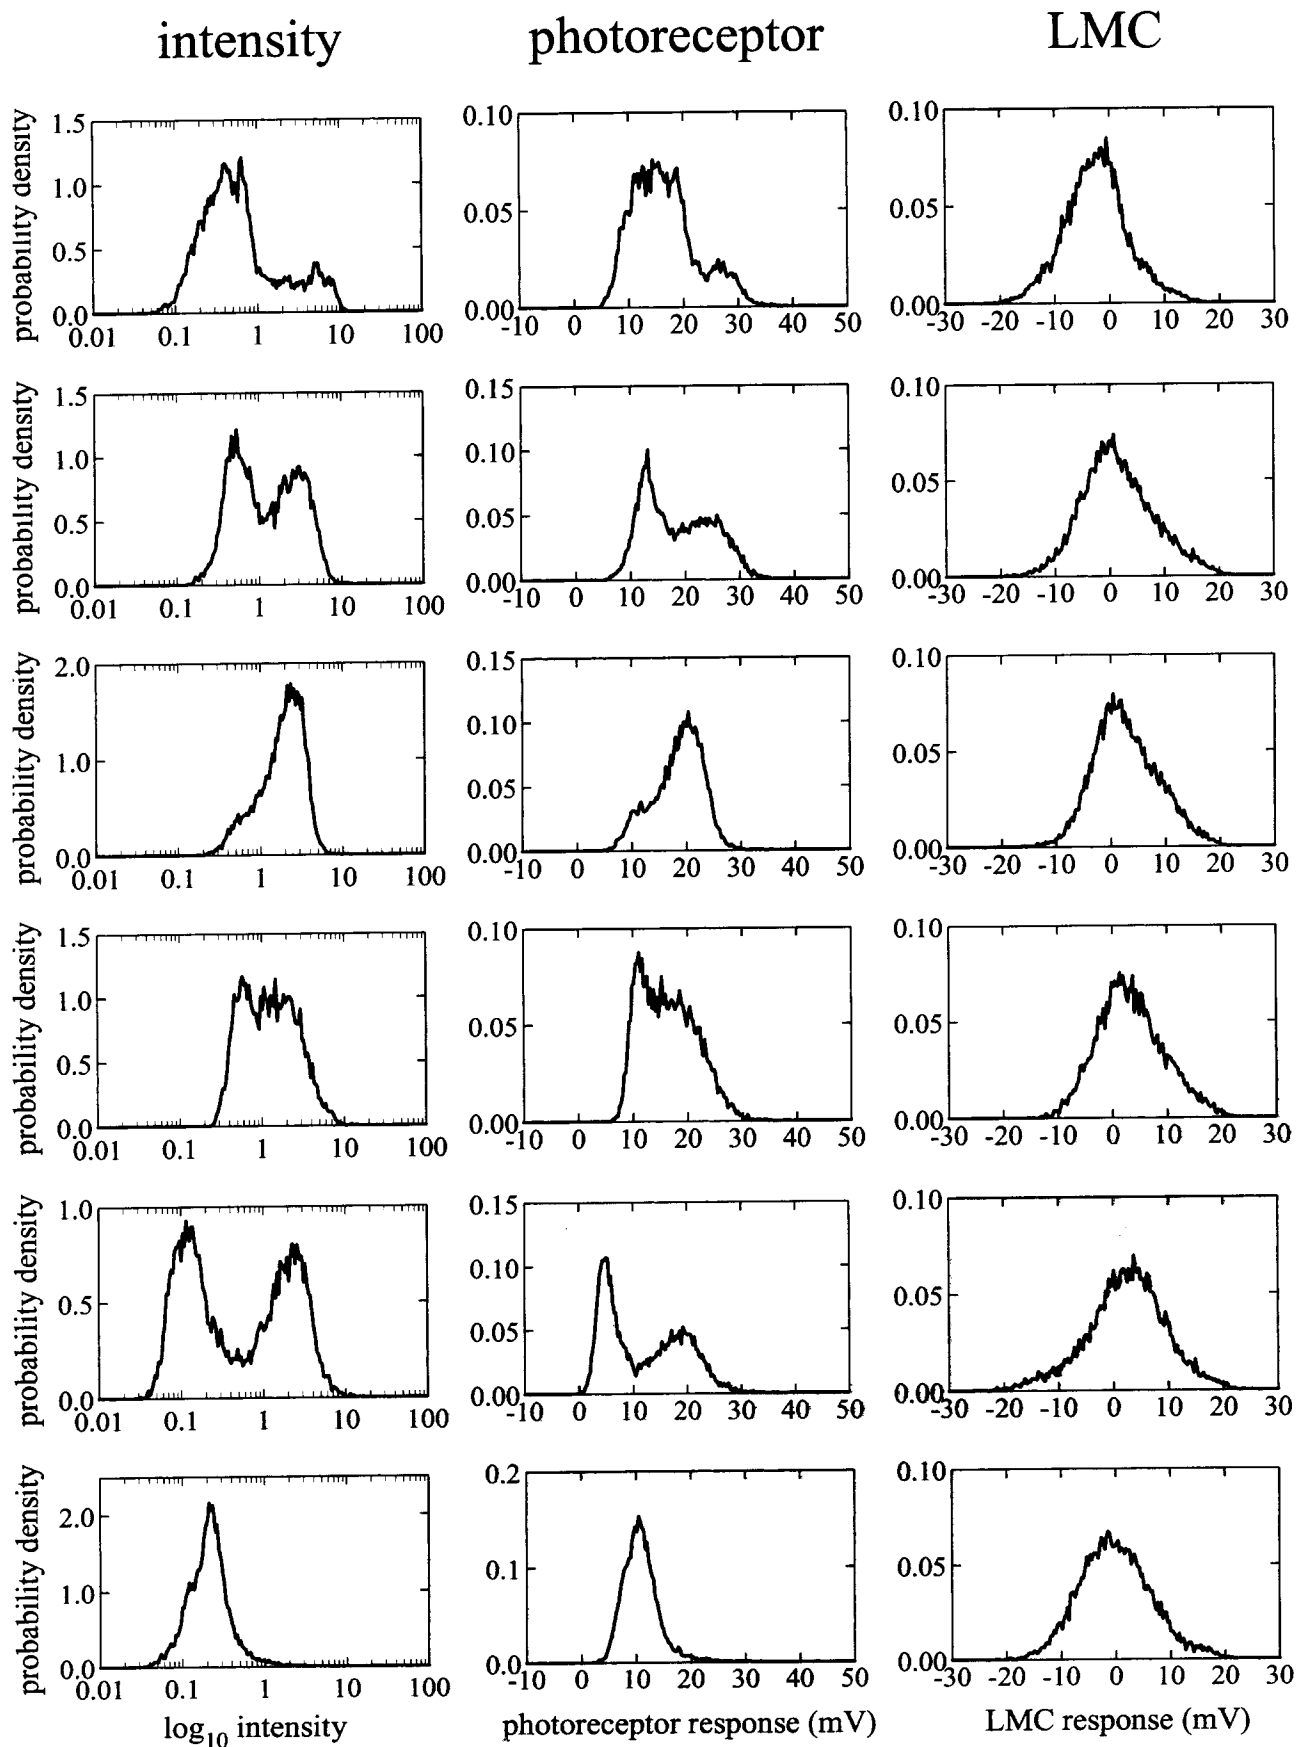 intensity photoreceptor LMC
probability density
1.5 1.0 0.5 0.0
0.01 0.1 1 10 100
0.10 0.05 0.00
-10 0 10 20 30 40 50
0.10 0.05 0.00
-30 -20 -10 0 10 20 30
probability density
1.5 1.0 0.5 0.0
0.01 0.1 1 10 100
0.15 0.10 0.05 0.00
-10 0 10 20 30 40 50
0.10 0.05 0.00
-30 -20 -10 0 10 20 30
probability density
2.0 1.0 0.0
0.01 0.1 1 10 100
0.15 0.10 0.05 0.00
-10 0 10 20 30 40 50
0.10 0.05 0.00
-30 -20 -10 0 10 20 30
probability density
1.5 1.0 0.5 0.0
0.01 0.1 1 10 100
0.10 0.05 0.00
-10 0 10 20 30 40 50
0.10 0.05 0.00
-30 -20 -10 0 10 20 30
probability density
1.0 0.5 0.0
0.01 0.1 1 10 100
0.15 0.10 0.05 0.00
-10 0 10 20 30 40 50
0.10 0.05 0.00
-30 -20 -10 0 10 20 30
probability density
2.0 1.0 0.0
0.01 0.1 1 10 100
0.2 0.1 0.0
-10 0 10 20 30 40 50
0.10 0.05 0.00
-30 -20 -10 0 10 20 30
log10 intensity
photoreceptor response (mV)
LMC response (mV)